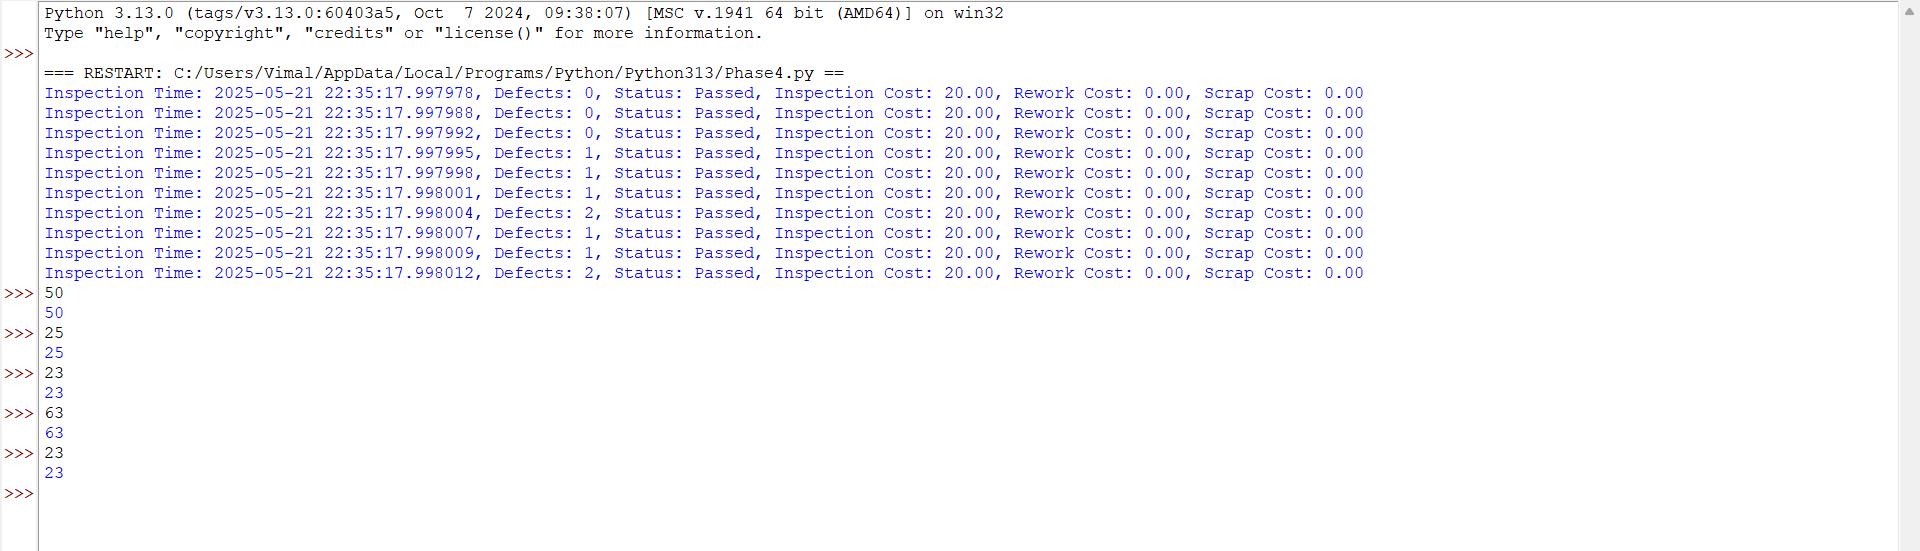 Python 3.13.0 (tags/v3.13.0:60403a5, Oct  7 2024, 09:38:07) [MSC v.1941 64 bit (AMD64)] on win32
Type "help", "copyright", "credits" or "license()" for more information.
>>>
=== RESTART: C:/Users/Vimal/AppData/Local/Programs/Python/Python313/Phase4.py ==
Inspection Time: 2025-05-21 22:35:17.997978, Defects: 0, Status: Passed, Inspection Cost: 20.00, Rework Cost: 0.00, Scrap Cost: 0.00
Inspection Time: 2025-05-21 22:35:17.997988, Defects: 0, Status: Passed, Inspection Cost: 20.00, Rework Cost: 0.00, Scrap Cost: 0.00
Inspection Time: 2025-05-21 22:35:17.997992, Defects: 0, Status: Passed, Inspection Cost: 20.00, Rework Cost: 0.00, Scrap Cost: 0.00
Inspection Time: 2025-05-21 22:35:17.997995, Defects: 1, Status: Passed, Inspection Cost: 20.00, Rework Cost: 0.00, Scrap Cost: 0.00
Inspection Time: 2025-05-21 22:35:17.997998, Defects: 1, Status: Passed, Inspection Cost: 20.00, Rework Cost: 0.00, Scrap Cost: 0.00
Inspection Time: 2025-05-21 22:35:17.998001, Defects: 1, Status: Passed, Inspection Cost: 20.00, Rework Cost: 0.00, Scrap Cost: 0.00
Inspection Time: 2025-05-21 22:35:17.998004, Defects: 2, Status: Passed, Inspection Cost: 20.00, Rework Cost: 0.00, Scrap Cost: 0.00
Inspection Time: 2025-05-21 22:35:17.998007, Defects: 1, Status: Passed, Inspection Cost: 20.00, Rework Cost: 0.00, Scrap Cost: 0.00
Inspection Time: 2025-05-21 22:35:17.998009, Defects: 1, Status: Passed, Inspection Cost: 20.00, Rework Cost: 0.00, Scrap Cost: 0.00
Inspection Time: 2025-05-21 22:35:17.998012, Defects: 2, Status: Passed, Inspection Cost: 20.00, Rework Cost: 0.00, Scrap Cost: 0.00
>>> 50
50
>>> 25
25
>>> 23
23
>>> 63
63
>>> 23
23
>>>